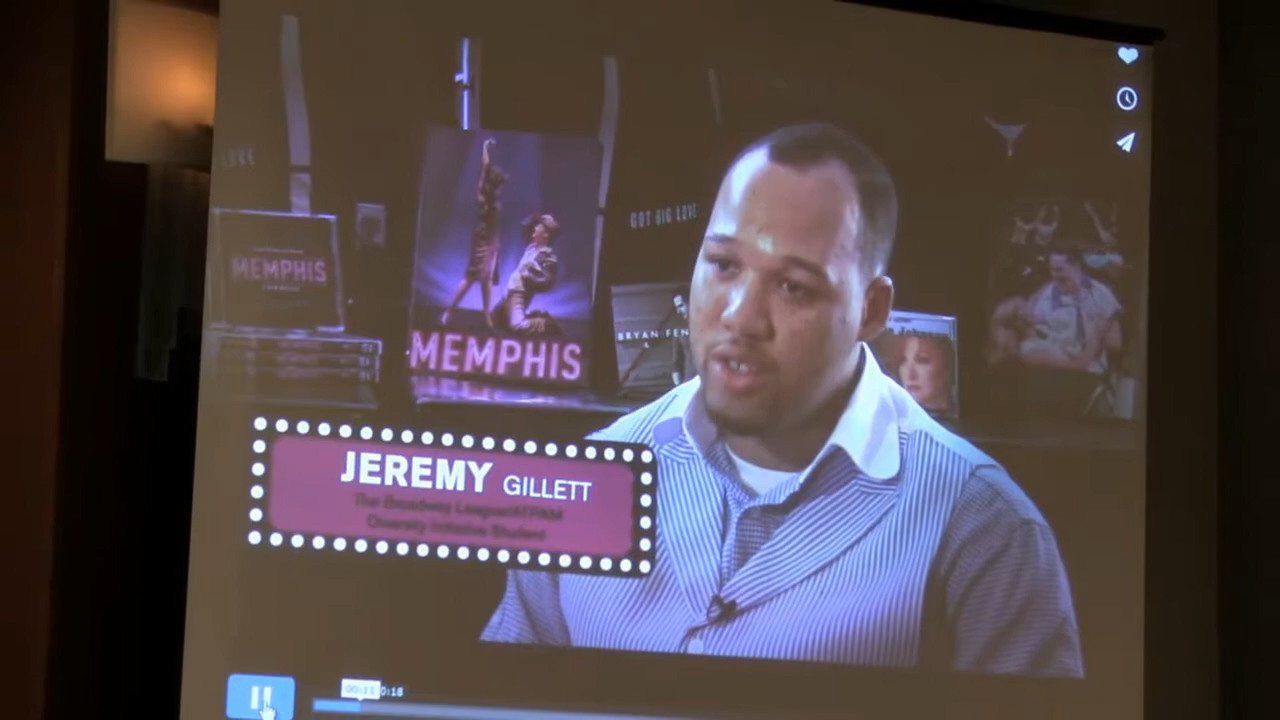 MEMPHIS
MEMPHIS
GOT BIG LOVE
BRYAN FEN
Johnson
JEREMY GILLETT
The Broadway League/ATPAM
Diversity Initiative Student
00:11
0:18